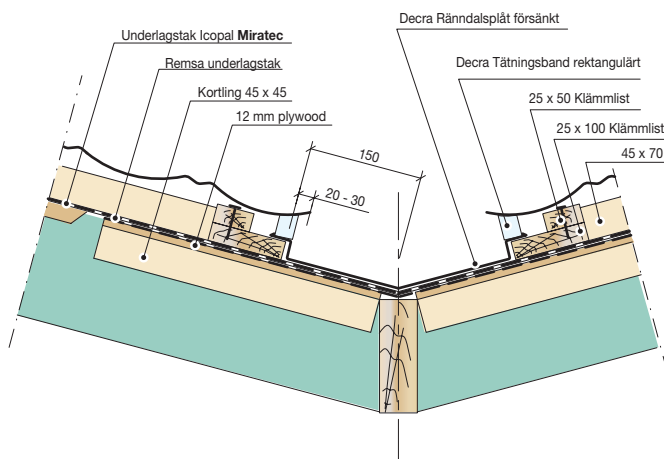 Decra Ränndalsplåt försänkt
Underlagstak Icopal Miratec
Remsa underlagstak
Decra Tätningsband rektangulärt
Kortling 45 x 45
25 x 50 Klämmlist
12 mm plywood
25 x 100 Klämmlist
150
45 x 70
20 - 30